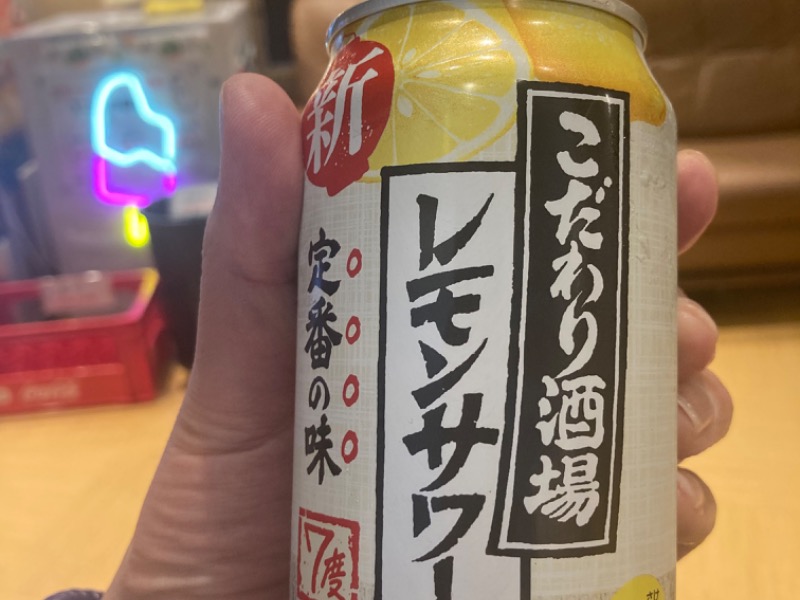 新
こだわり酒場
レモンサワー
定番の味
7度